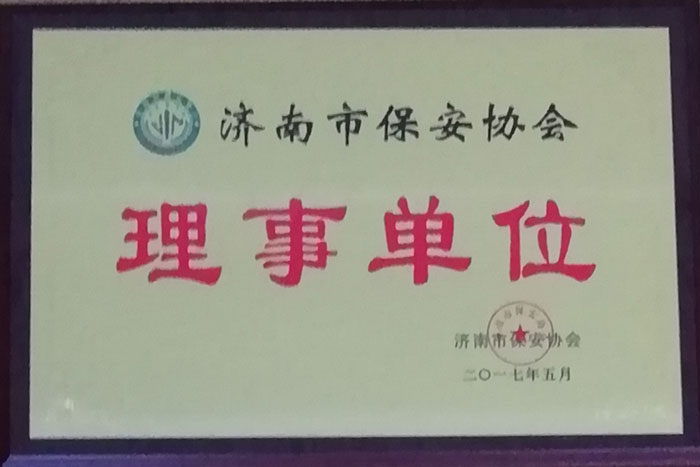 济南市保安协会
理事单位
济南市保安协会
二〇一七年五月